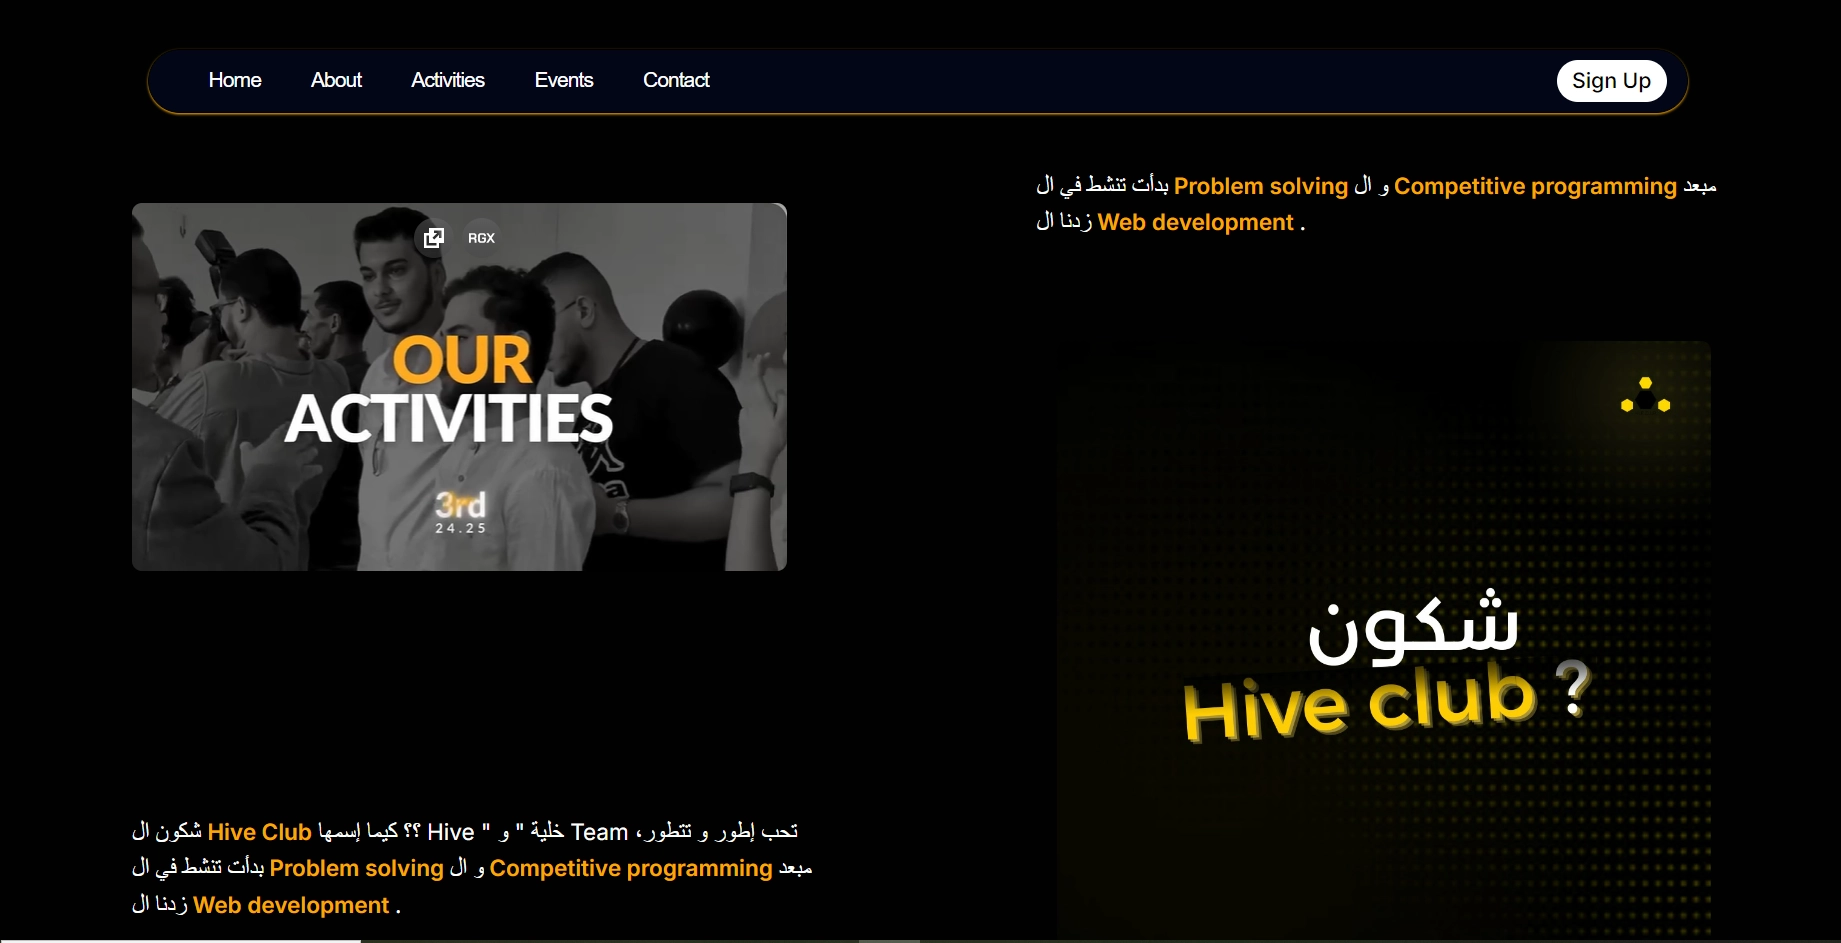 Home About Activities Events Contact Sign Up
RGX
OUR
ACTIVITIES
3rd
24.25
بدأت تنشط في ال Problem solving و ال Competitive programming مبعد
زدنا ال Web development .
شكون
Hive club ?
شكون ال Hive Club كيما إسمها ؟؟ Hive " و " خلية Team تحب إطور و تتطور،
بدأت تنشط في ال Problem solving و ال Competitive programming مبعد
زدنا ال Web development .